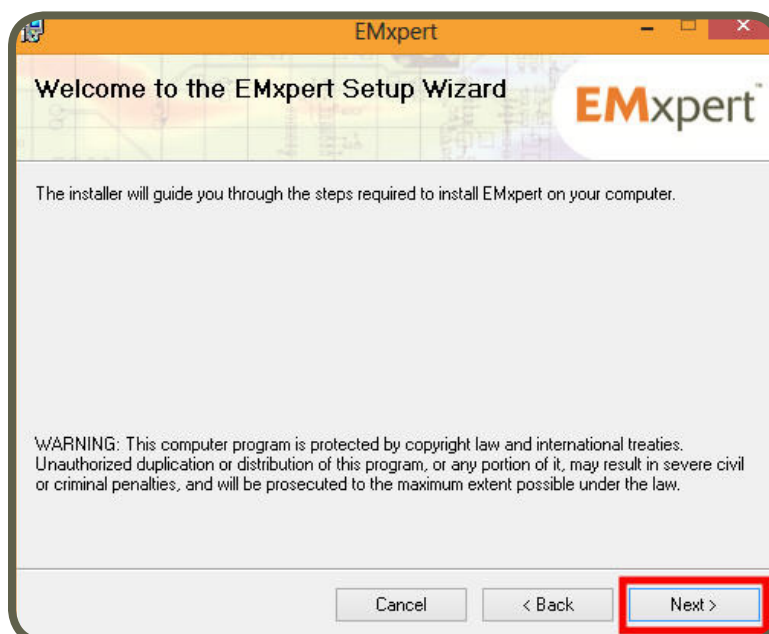 EMxpert
Welcome to the EMxpert Setup Wizard
EMxpert™
The installer will guide you through the steps required to install EMxpert on your computer.
WARNING: This computer program is protected by copyright law and international treaties.
Unauthorized duplication or distribution of this program, or any portion of it, may result in severe civil
or criminal penalties, and will be prosecuted to the maximum extent possible under the law.
Cancel
< Back
Next >